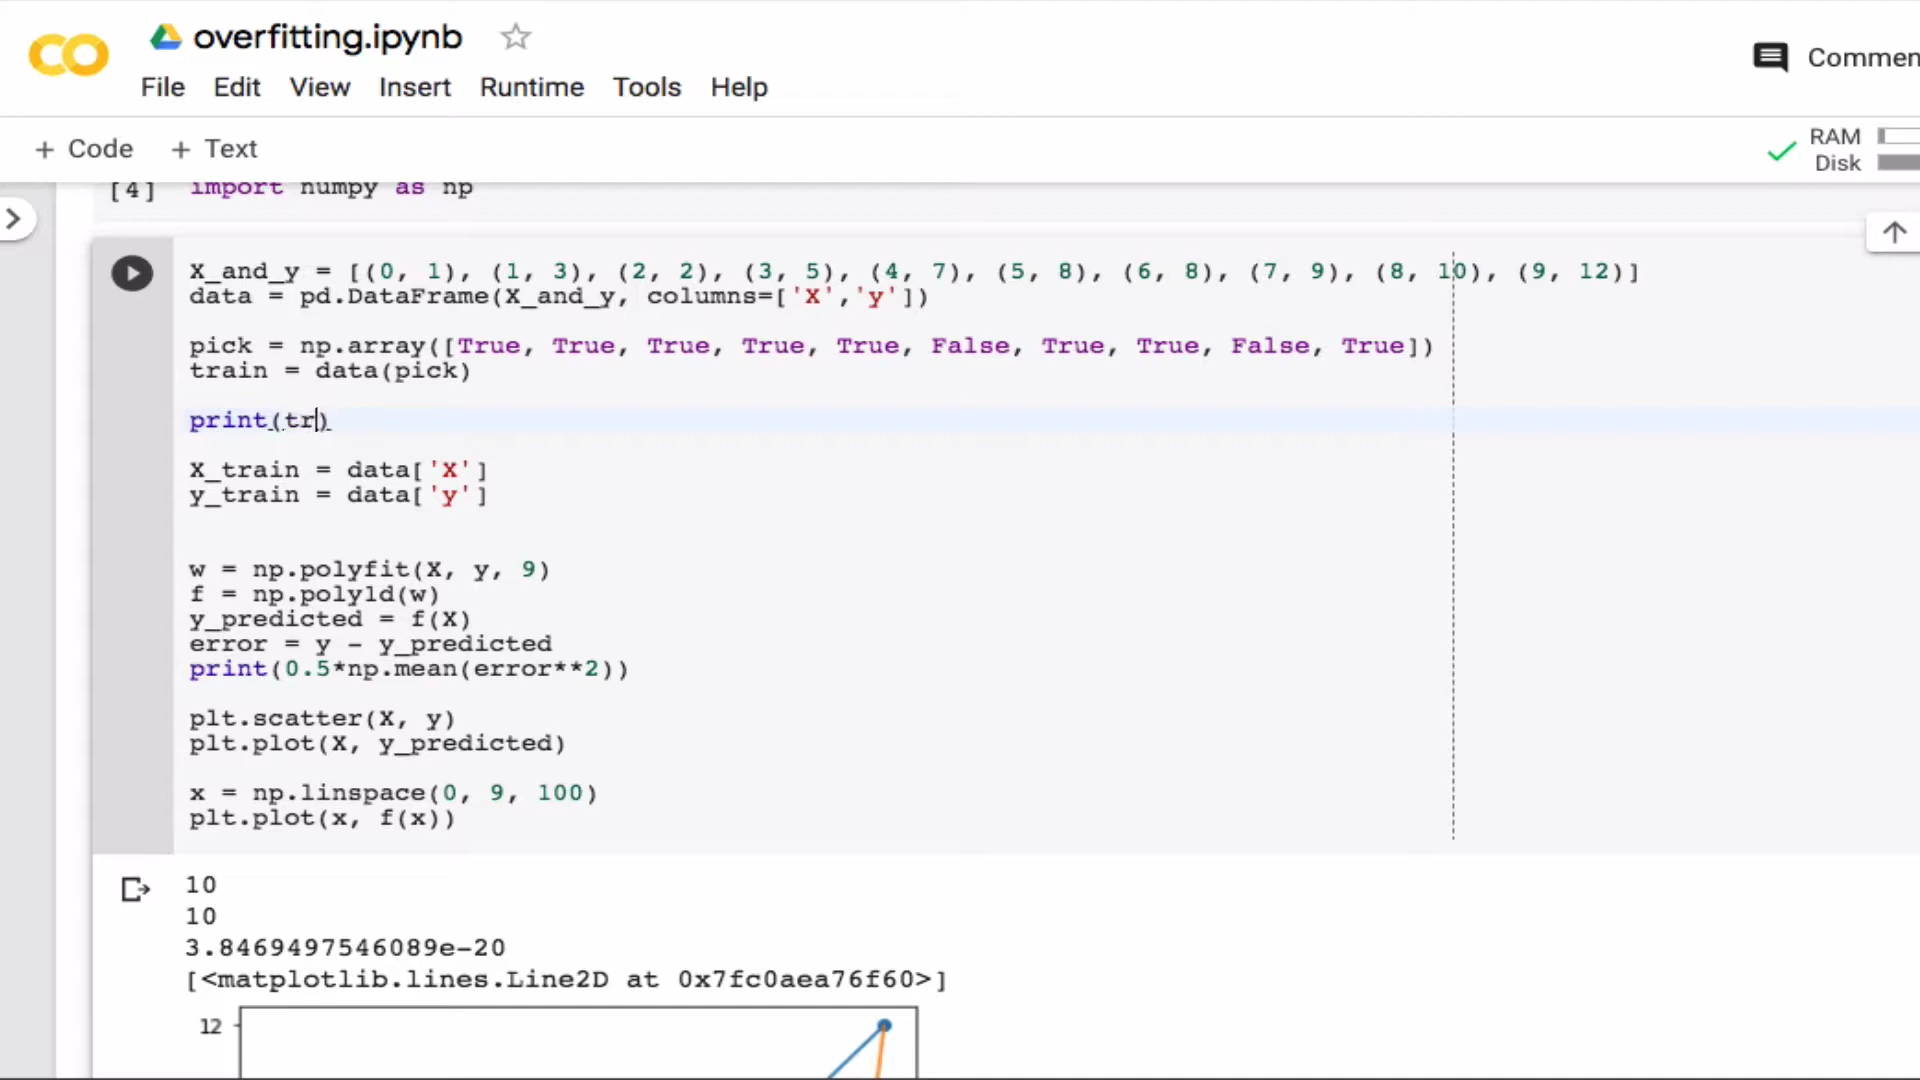 overfitting.ipynb
File Edit View Insert Runtime Tools Help
Commen
+ Code + Text
RAM
Disk
[4] import numpy as np
X_and_y = [(0, 1), (1, 3), (2, 2), (3, 5), (4, 7), (5, 8), (6, 8), (7, 9), (8, 10), (9, 12)]
data = pd.DataFrame(X_and_y, columns=['X','y'])
pick = np.array([True, True, True, True, True, False, True, True, False, True])
train = data(pick)
print(tr)
X_train = data['X']
y_train = data['y']
w = np.polyfit(X, y, 9)
f = np.poly1d(w)
y_predicted = f(X)
error = y - y_predicted
print(0.5*np.mean(error**2))
plt.scatter(X, y)
plt.plot(X, y_predicted)
x = np.linspace(0, 9, 100)
plt.plot(x, f(x))
10
10
3.8469497546089e-20
[<matplotlib.lines.Line2D at 0x7fc0aea76f60>]
12